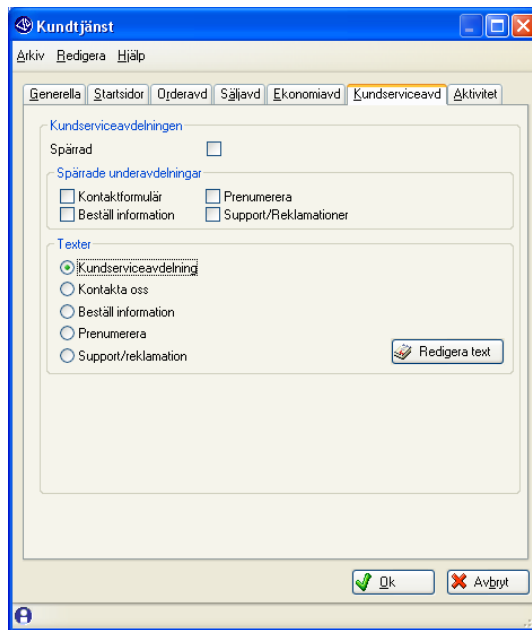 Kundtjänst
Arkiv Redigera Hjälp
Generella Startsidor Orderavd Säljavd Ekonomiavd Kundserviceavd Aktivitet
Kundserviceavdelningen
Spärrad
Spärrade underavdelningar
Kontaktformulär Prenumerera
Beställ information Support/Reklamationer
Texter
Kundserviceavdelning
Kontakta oss
Beställ information
Prenumerera
Support/reklamation
Redigera text
Ok Avbryt